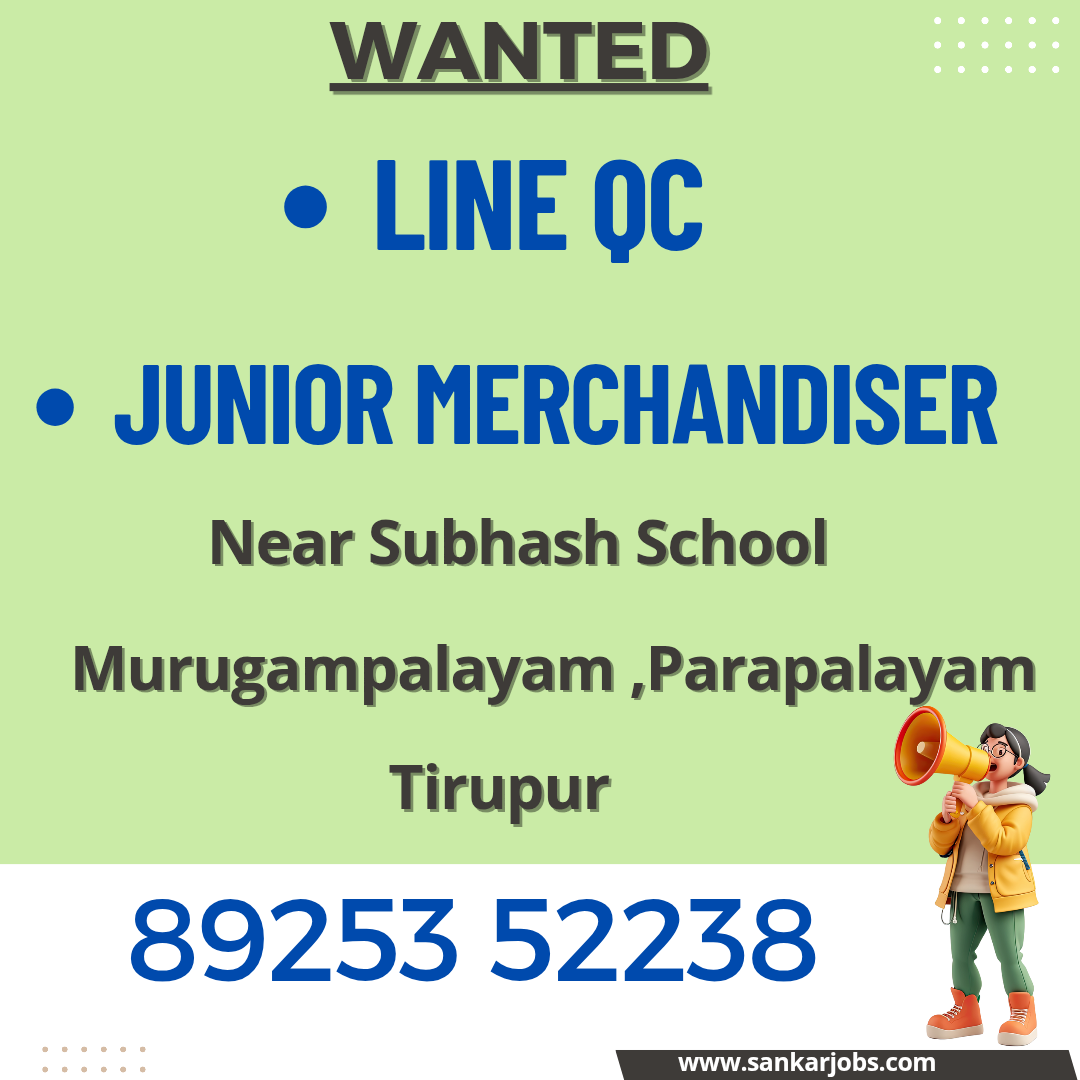 WANTED
• LINE QC
• JUNIOR MERCHANDISER
Near Subhash School
Murugampalayam ,Parapalayam
Tirupur
89253 52238
www.sankarjobs.com